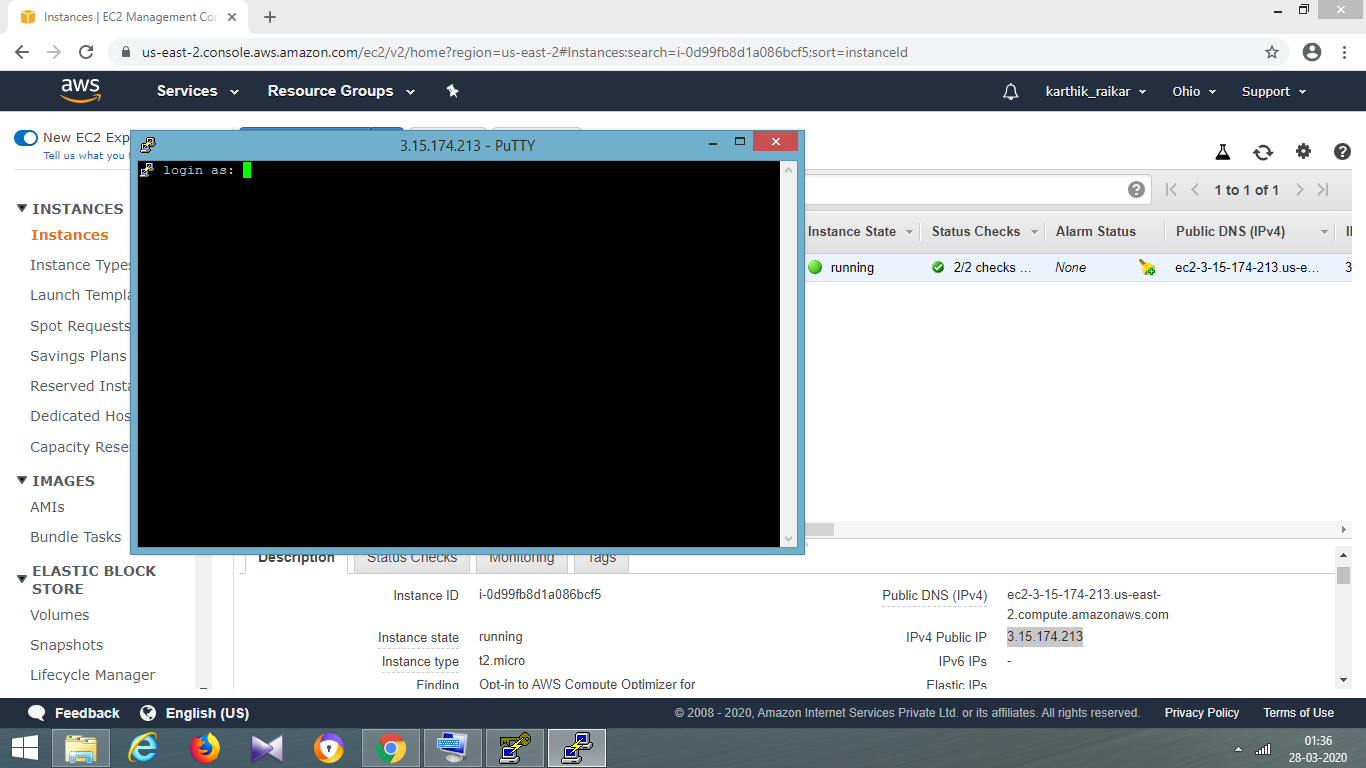 Instances | EC2 Management Con
us-east-2.console.aws.amazon.com/ec2/v2/home?region=us-east-2#Instances:search=i-0d99fb8d1a086bcf5;sort=instanceId
aws
Services
Resource Groups
karthik_raikar
Ohio
Support
New EC2 Exp
Tell us what you t
3.15.174.213 - PuTTY
login as:
1 to 1 of 1
INSTANCES
Instances
Instance Types
Launch Templa
Spot Requests
Savings Plans
Reserved Insta
Dedicated Hos
Capacity Rese
Instance State
Status Checks
Alarm Status
Public DNS (IPv4)
running
2/2 checks ...
None
ec2-3-15-174-213.us-e...
3
IMAGES
AMIs
Bundle Tasks
ELASTIC BLOCK
STORE
Volumes
Snapshots
Lifecycle Manager
Description
Status Checks
Monitoring
Tags
Instance ID
i-0d99fb8d1a086bcf5
Public DNS (IPv4)
ec2-3-15-174-213.us-east-
2.compute.amazonaws.com
Instance state
running
IPv4 Public IP
3.15.174.213
Instance type
t2.micro
IPv6 IPs
-
Finding
Opt-in to AWS Compute Optimizer for
Elastic IPs
Feedback
English (US)
© 2008 - 2020, Amazon Internet Services Private Ltd. or its affiliates. All rights reserved.
Privacy Policy
Terms of Use
01:36
28-03-2020